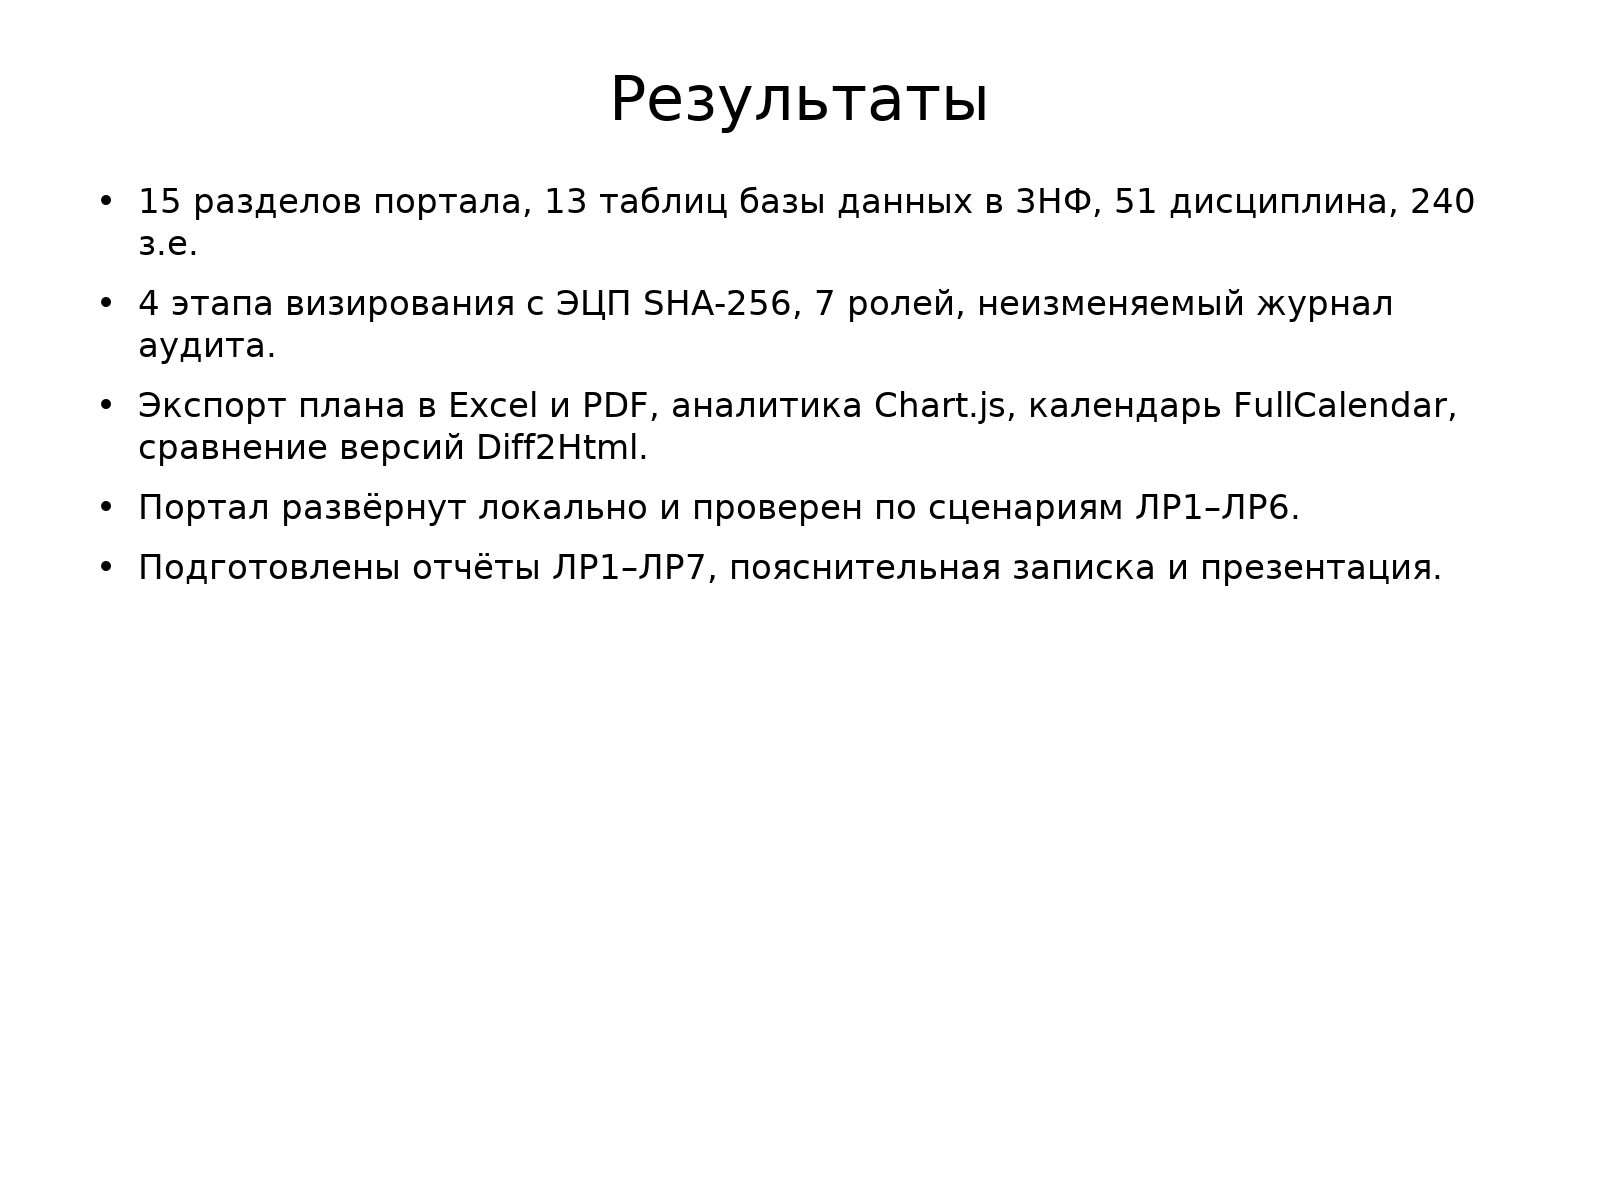 Результаты
• 15 разделов портала, 13 таблиц базы данных в 3НФ, 51 дисциплина, 240
з.е.
• 4 этапа визирования с ЭЦП SHA-256, 7 ролей, неизменяемый журнал
аудита.
• Экспорт плана в Excel и PDF, аналитика Chart.js, календарь FullCalendar,
сравнение версий Diff2Html.
• Портал развёрнут локально и проверен по сценариям ЛР1–ЛР6.
• Подготовлены отчёты ЛР1–ЛР7, пояснительная записка и презентация.